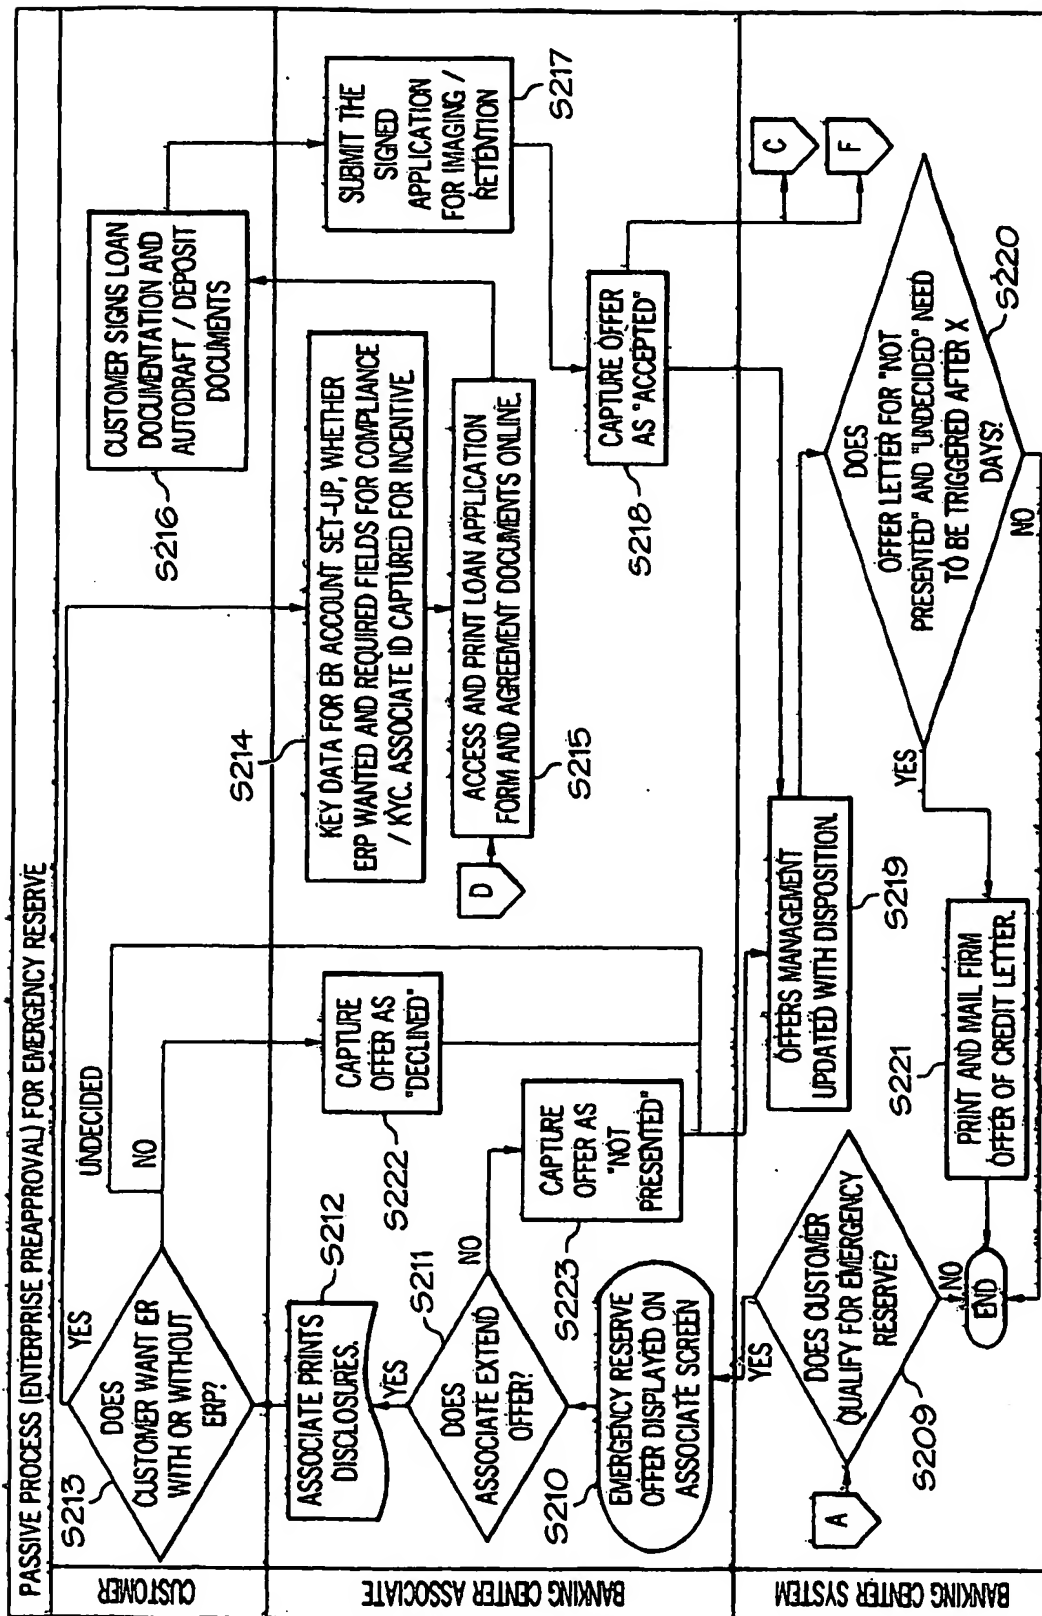 PASSIVE PROCESS (ENTERPRISE PREAPPROVAL) FOR EMERGENCY RESERVE
CUSTOMER
S213
DOES
CUSTOMER WANT ER
WITH OR WITHOUT
ERP?
YES
NO
UNDECIDED
S216
CUSTOMER SIGNS LOAN
DOCUMENTATION AND
AUTODRAFT / DEPOSIT
DOCUMENTS
BANKING CENTER ASSOCIATE
S212
ASSOCIATE PRINTS
DISCLOSURES.
YES
S211
DOES
ASSOCIATE EXTEND
OFFER?
NO
S210
EMERGENCY RESERVE
OFFER DISPLAYED ON
ASSOCIATE SCREEN
S222
CAPTURE
OFFER AS
"DECLINED"
S223
CAPTURE
OFFER AS
"NOT
PRESENTED"
S214
KEY DATA FOR ER ACCOUNT SET-UP, WHETHER
ERP WANTED AND REQUIRED FIELDS FOR COMPLIANCE
/ KYC. ASSOCIATE ID CAPTURED FOR INCENTIVE.
D
ACCESS AND PRINT LOAN APPLICATION
FORM AND AGREEMENT DOCUMENTS ONLINE.
S215
SUBMIT THE
SIGNED
APPLICATION
FOR IMAGING /
RETENTION
S217
CAPTURE OFFER
AS "ACCEPTED"
S218
BANKING CENTER SYSTEM
A
DOES CUSTOMER
QUALIFY FOR EMERGENCY
RESERVE?
S209
YES
NO
END
OFFERS MANAGEMENT
UPDATED WITH DISPOSITION.
S219
S221
PRINT AND MAIL FIRM
OFFER OF CREDIT LETTER.
YES
DOES
OFFER LETTER FOR "NOT
PRESENTED" AND "UNDECIDED" NEED
TO BE TRIGGERED AFTER X
DAYS?
S220
NO
C
F